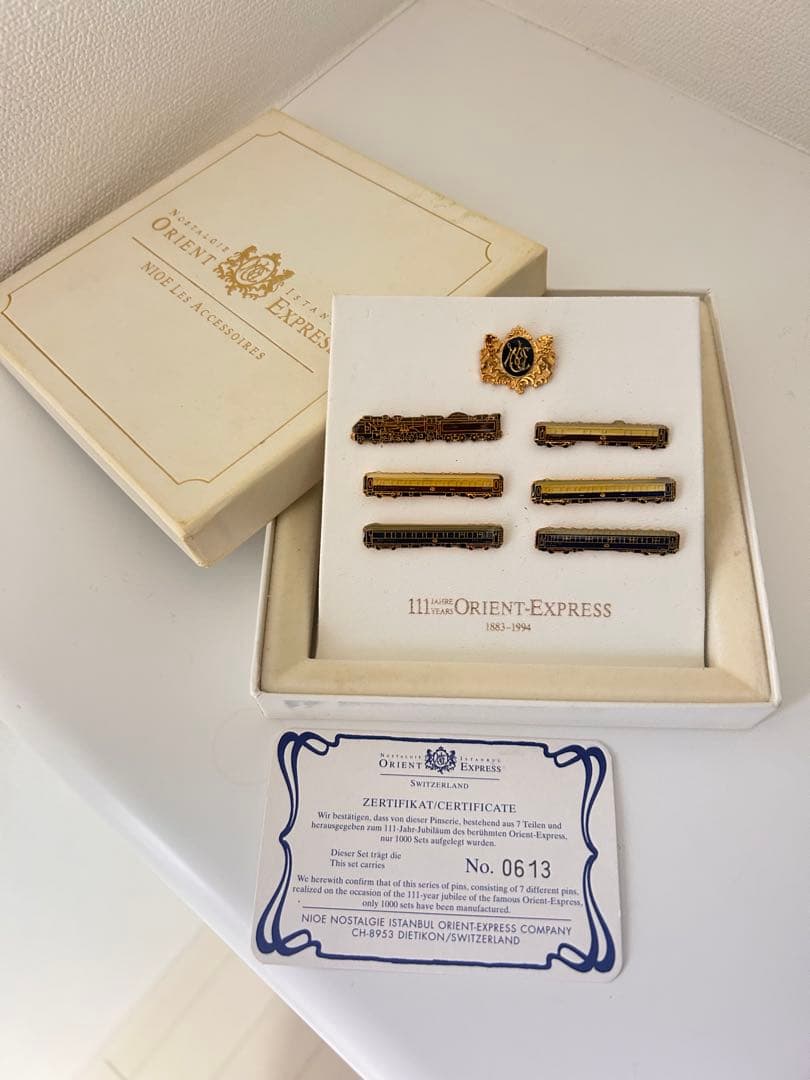 NOSTALGIE ISTAN
ORIENT EXPRES
NIOE LES ACCESSOIRES
111 JAHRE YEARS ORIENT-EXPRESS
1883–1994
NOSTALGIE ISTANBUL
ORIENT EXPRESS
SWITZERLAND
ZERTIFIKAT/CERTIFICATE
Wir bestätigen, dass von dieser Pinserie, bestehend aus 7 Teilen und
herausgegeben zum 111-Jahr-Jubiläum des berühmten Orient-Express,
nur 1000 Sets aufgelegt wurden.
Dieser Set trägt die
This set carries No. 0613
We herewith confirm that of this series of pins, consisting of 7 different pins,
realized on the occasion of the 111-year jubilee of the famous Orient-Express,
only 1000 sets have been manufactured.
NIOE NOSTALGIE ISTANBUL ORIENT-EXPRESS COMPANY
CH-8953 DIETIKON/SWITZERLAND